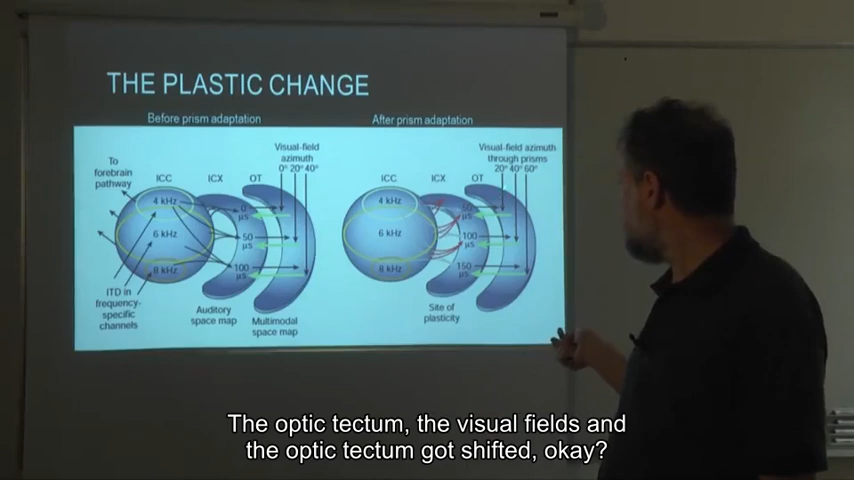 THE PLASTIC CHANGE
Before prism adaptation
After prism adaptation
Visual-field
azimuth
0° 20° 40°
To
forebrain
pathway
ICC
ICX
OT
4 kHz
6 kHz
8 kHz
0
µs
50
µs
100
µs
ITD in
frequency-
specific
channels
Auditory
space map
Multimodal
space map
Visual-field azimuth
through prisms
20° 40° 60°
ICC
ICX
OT
4 kHz
6 kHz
8 kHz
50
µs
100
µs
150
µs
Site of
plasticity
The optic tectum, the visual fields and
the optic tectum got shifted, okay?